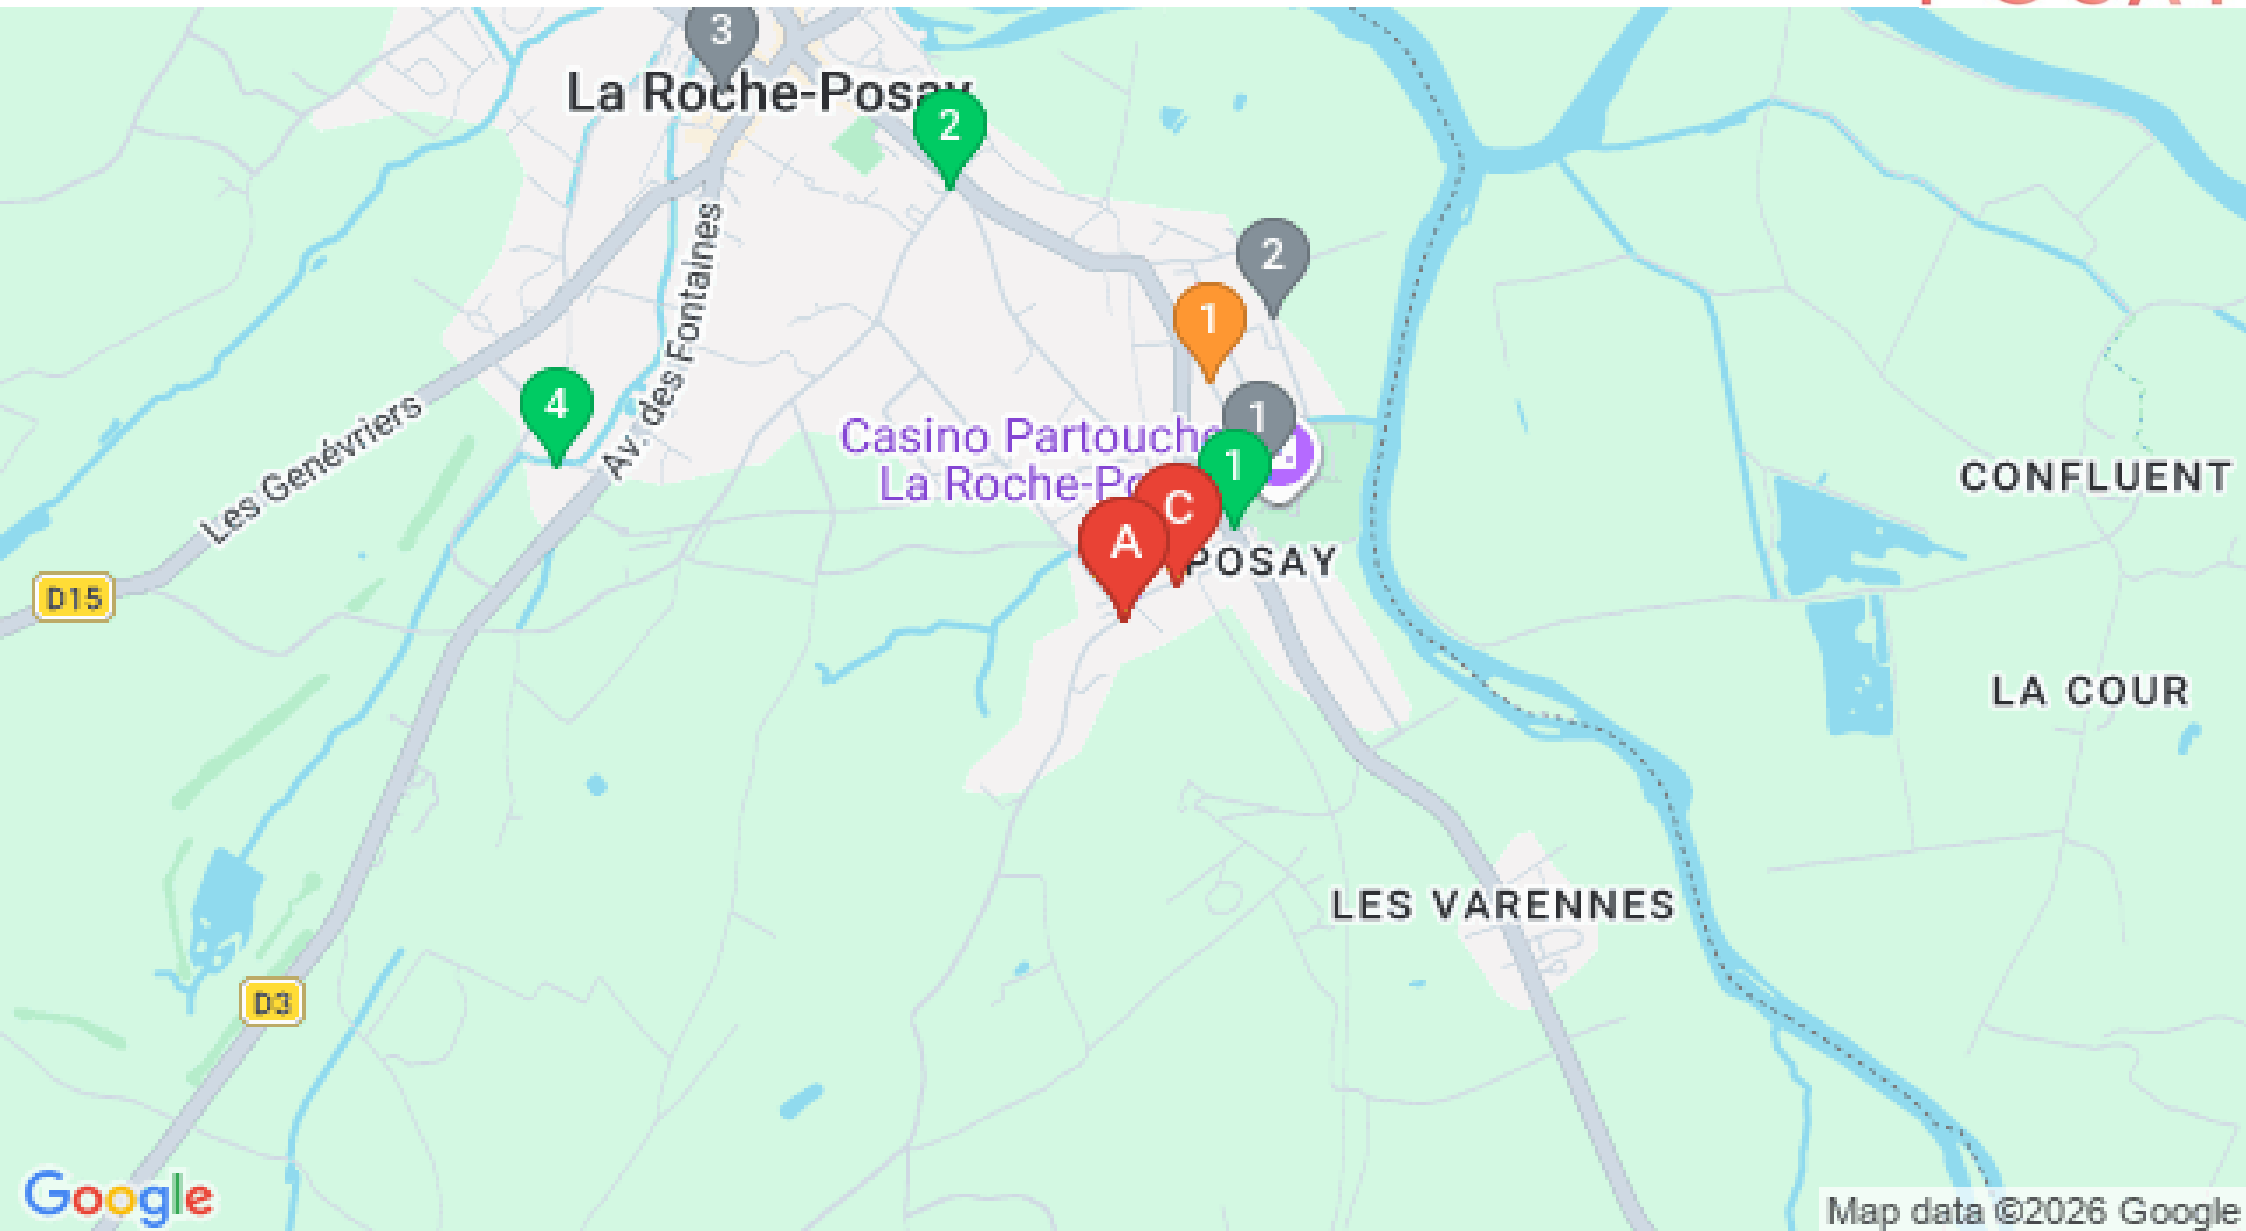 3
La Roche-Posay
2
2
Av. des Fontaines
1
4
Les Genévriers
Casino Partouche
1
La Roche-Po
1
CONFLUENT
C
A
POSAY
D15
LA COUR
LES VARENNES
D3
Google
Map data ©2026 Google